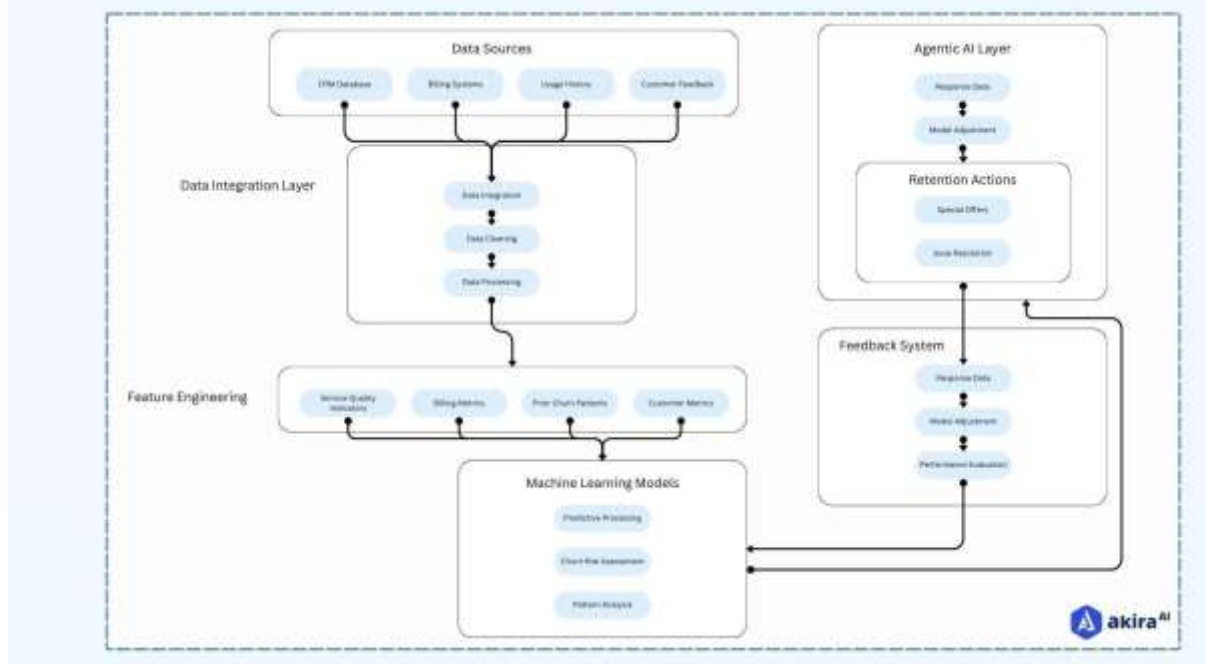 Data Sources
CRM Database
Billing Systems
Usage History
Customer Feedback
Data Integration Layer
Data Integration
Data Cleaning
Data Processing
Feature Engineering
Service Quality
Indicators
Billing Metrics
Prior Churn Patterns
Customer Metrics
Machine Learning Models
Predictive Processing
Churn Risk Assessment
Pattern Analysis
Agentic AI Layer
Response Data
Model Adjustment
Retention Actions
Special Offers
Issue Resolution
Feedback System
Response Data
Model Adjustment
Performance Evaluation
akira AI